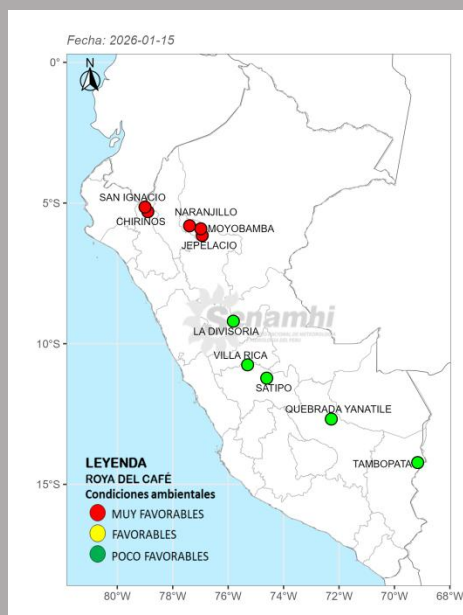 Fecha: 2026-01-15
N
0°
SAN IGNACIO
CHIRINOS
NARANJILLO
MOYOBAMBA
JEPELACIO
5°S
Senamhi
LA DIVISORIA
10°S
VILLA RICA
SATIPO
QUEBRADA YANATILE
TAMBOPATA
15°S
LEYENDA
ROYA DEL CAFÉ
Condiciones ambientales
MUY FAVORABLES
FAVORABLES
POCO FAVORABLES
80°W 78°W 76°W 74°W 72°W 70°W 68°W